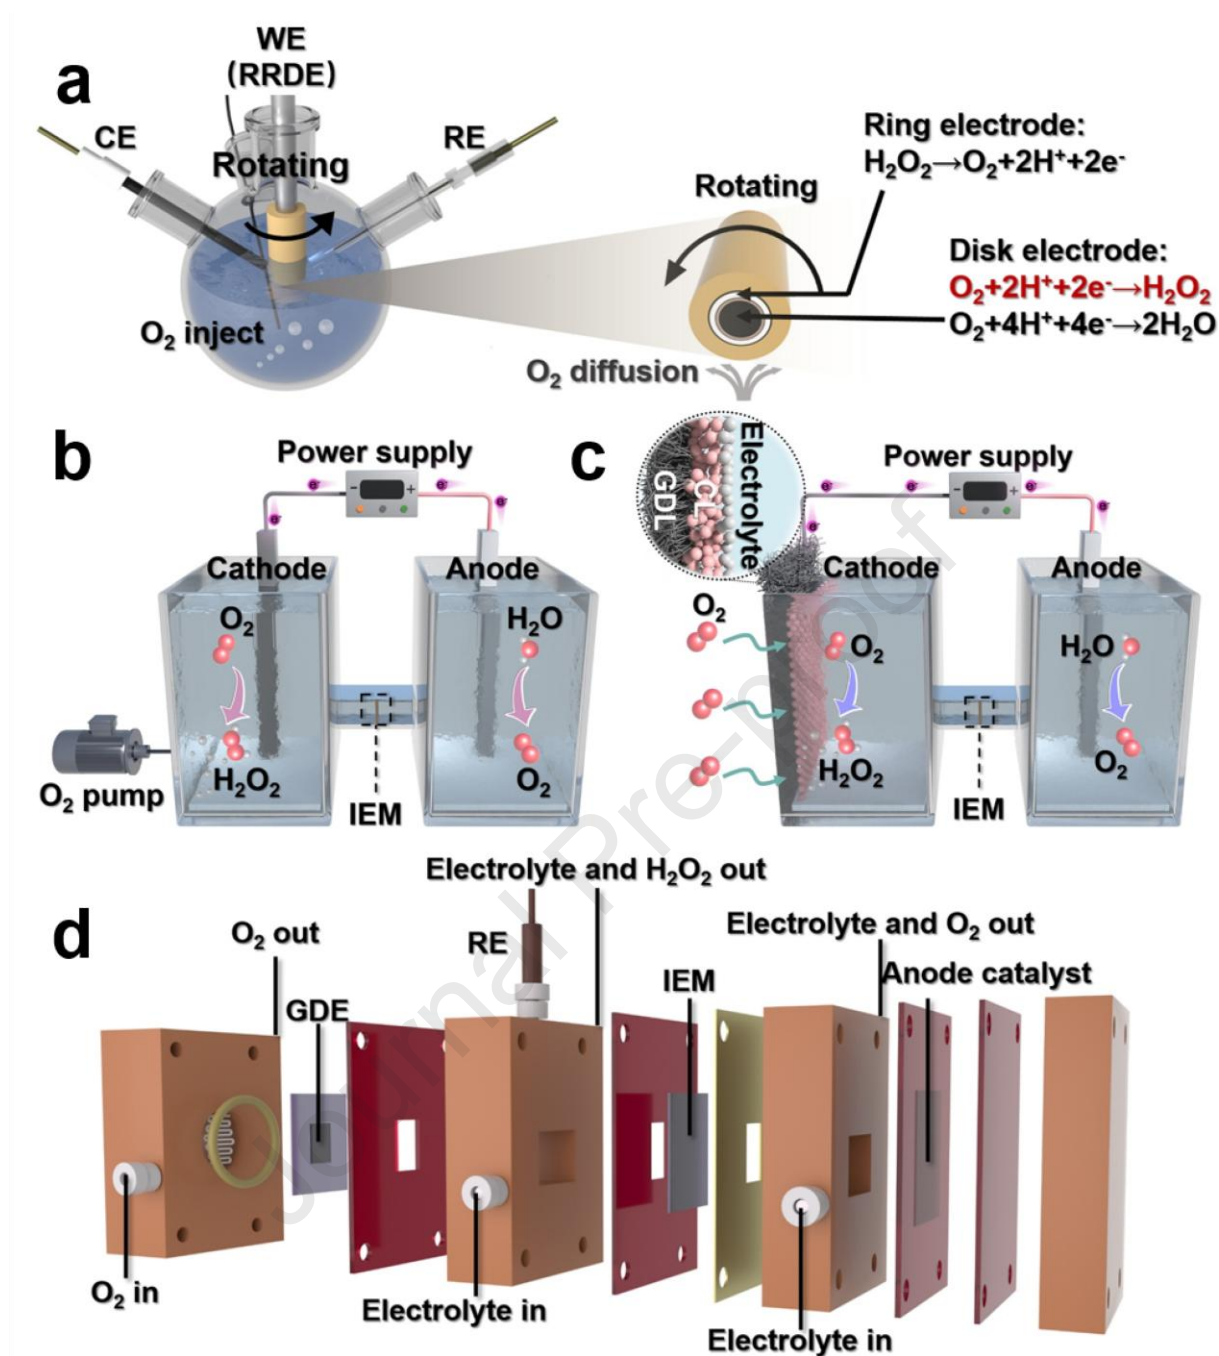 a
WE
(RRDE)
CE
RE
Rotating
O₂ inject
Rotating
Ring electrode:
H₂O₂→O₂+2H⁺+2e⁻
Disk electrode:
O₂+2H⁺+2e⁻→H₂O₂
O₂+4H⁺+4e⁻→2H₂O
O₂ diffusion
b
Power supply
e⁻
e⁻
-
+
e⁻
e⁻
Cathode
Anode
O₂
H₂O
H₂O₂
O₂
O₂ pump
IEM
c
GDL
CL
Electrolyte
Power supply
e⁻
e⁻
-
+
e⁻
e⁻
e⁻
Cathode
Anode
O₂
O₂
H₂O
H₂O₂
O₂
IEM
Journal Pre-proof
d
Electrolyte and H₂O₂ out
O₂ out
RE
Electrolyte and O₂ out
GDE
IEM
Anode catalyst
O₂ in
Electrolyte in
Electrolyte in